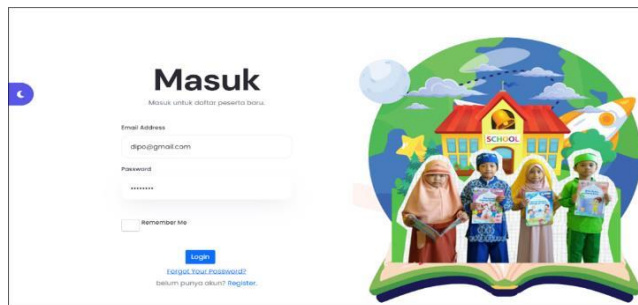 Masuk
Masuk untuk daftar peserta baru.
Email Address
dipo@gmail.com
Password
********
Remember Me
Login
Forgot Your Password?
belum punya akun? Register.
SCHOOL